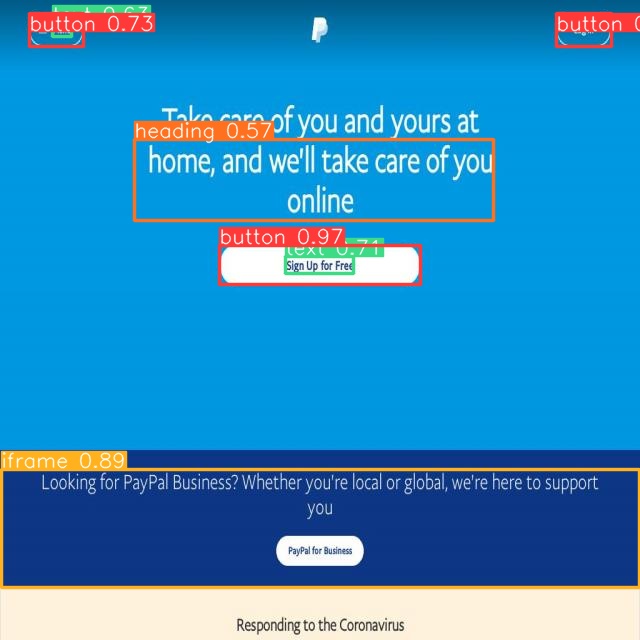 text 0.63
button 0.73
button 0
Take care of you and yours at
heading 0.57
home, and we'll take care of you
online
button 0.97
text 0.71
Sign Up for Free
iframe 0.89
Looking for PayPal Business? Whether you're local or global, we're here to support
you
PayPal for Business
Responding to the Coronavirus